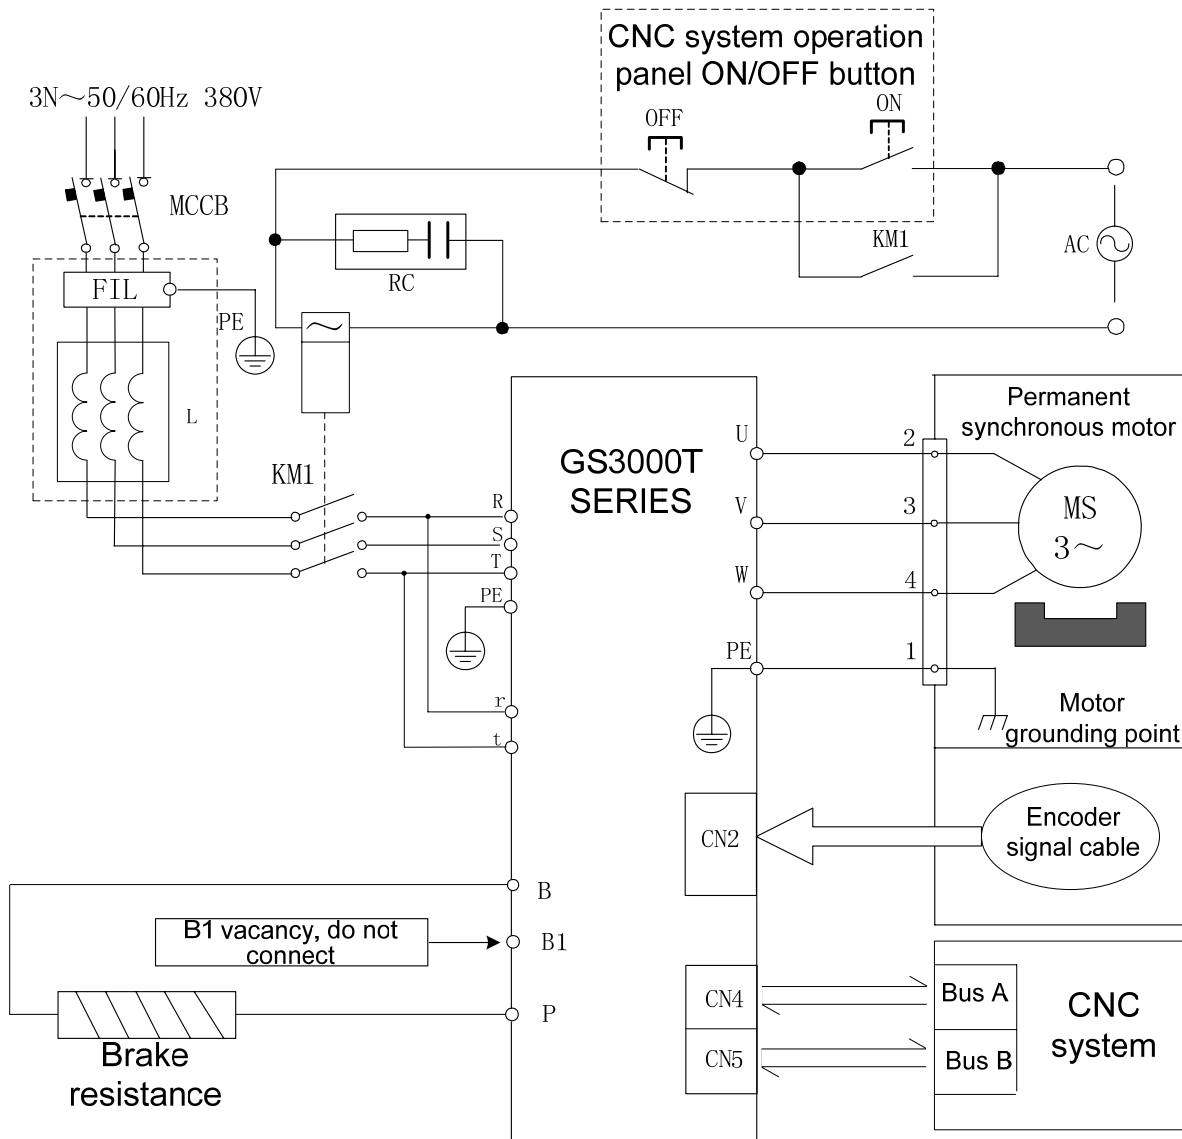 CNC system operation
panel ON/OFF button
3N～50/60Hz 380V
OFF
ON
MCCB
KM1
AC
RC
FIL
PE
L
KM1
GS3000T
SERIES
R
S
T
PE
r
t
U
V
W
PE
2
3
4
1
Permanent
synchronous motor
MS
3～
Motor
grounding point
CN2
Encoder
signal cable
B
B1 vacancy, do not
connect
B1
P
Brake
resistance
CN4
CN5
Bus A
Bus B
CNC
system